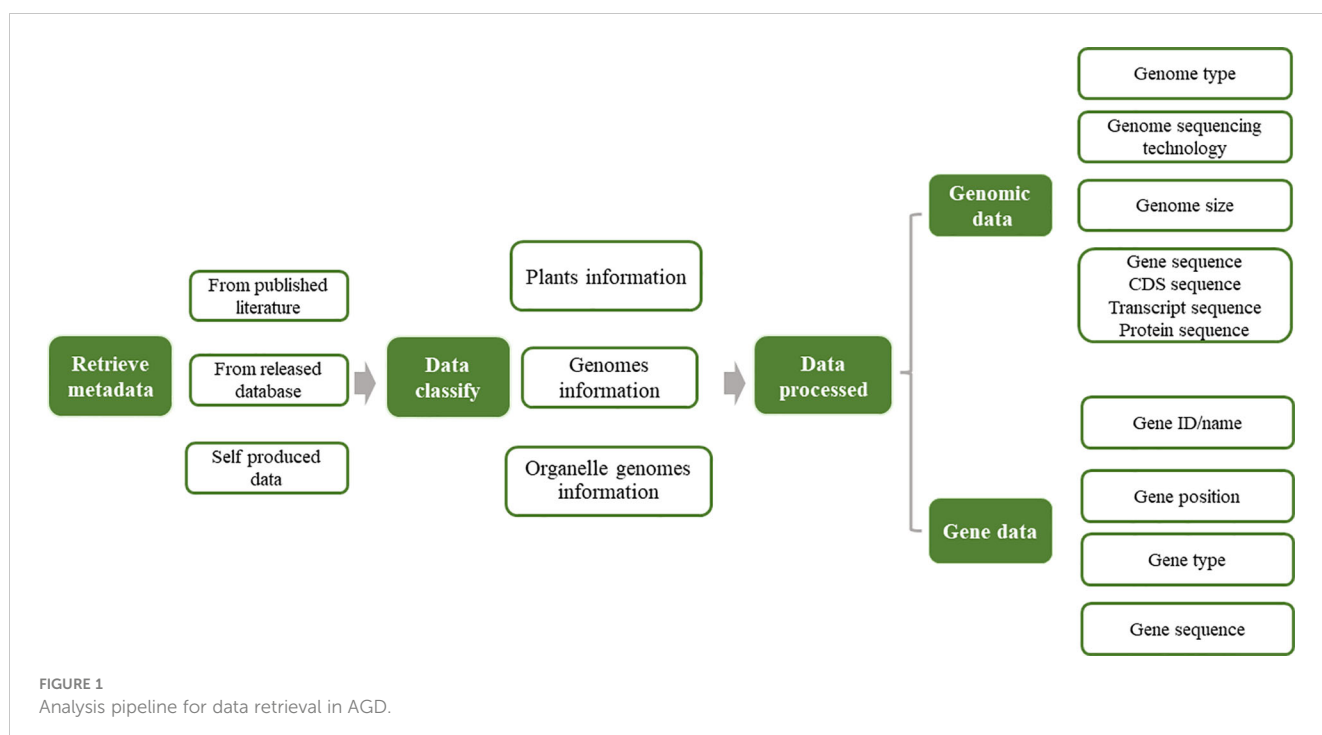 Retrieve
metadata
From published
literature
From released
database
Self produced
data
Data
classify
Plants information
Genomes
information
Organelle genomes
information
Data
processed
Genomic
data
Genome type
Genome sequencing
technology
Genome size
Gene sequence
CDS sequence
Transcript sequence
Protein sequence
Gene data
Gene ID/name
Gene position
Gene type
Gene sequence
FIGURE 1
Analysis pipeline for data retrieval in AGD.